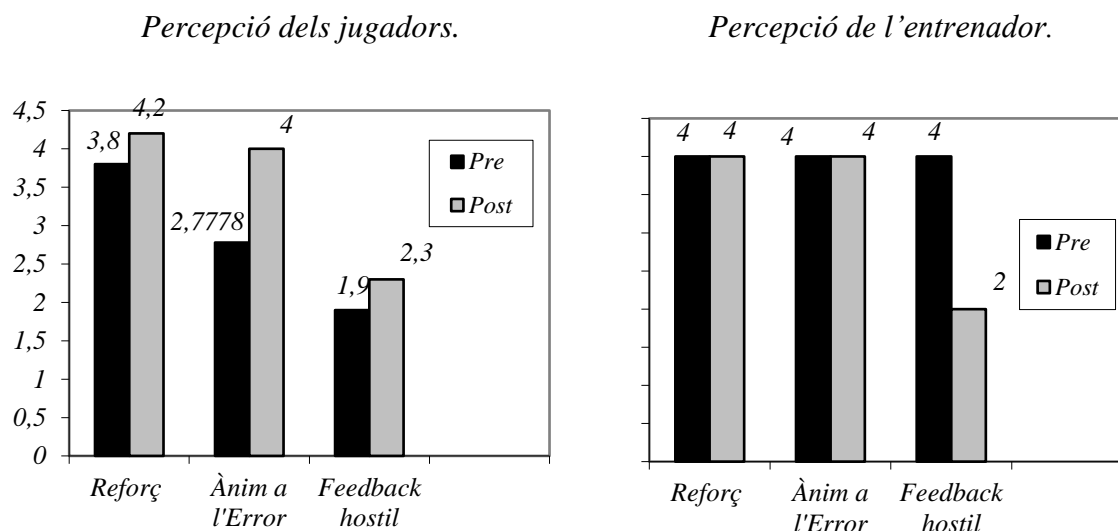 Percepció dels jugadors.
4,5
4
3,5
3
2,5
2
1,5
1
0,5
0
3,8
4,2
2,7778
4
1,9
2,3
Pre
Post
Reforç
Ànim a
l'Error
Feedback
hostil
Percepció de l’entrenador.
4
4
4
4
4
2
Pre
Post
Reforç
Ànim a
l'Error
Feedback
hostil